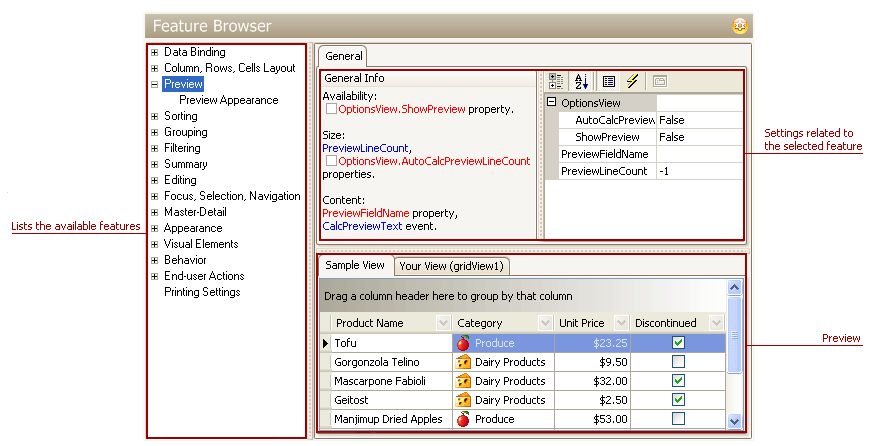 Feature Browser
Lists the available features
Data Binding
Column, Rows, Cells Layout
Preview
Preview Appearance
Sorting
Grouping
Filtering
Summary
Editing
Focus, Selection, Navigation
Master-Detail
Appearance
Visual Elements
Behavior
End-user Actions
Printing Settings
General
General Info
Availability:
OptionsView.ShowPreview property.
Size:
PreviewLineCount,
OptionsView.AutoCalcPreviewLineCount
properties.
Content:
PreviewFieldName property,
CalcPreviewText event.
OptionsView
AutoCalcPreview False
ShowPreview False
PreviewFieldName
PreviewLineCount -1
Settings related to
the selected feature
Sample View Your View (gridView1)
Drag a column header here to group by that column
Product Name Category Unit Price Discontinued
Tofu Produce $23.25
Gorgonzola Telino Dairy Products $9.50
Mascarpone Fabioli Dairy Products $32.00
Geitost Dairy Products $2.50
Manjimup Dried Apples Produce $53.00
Preview